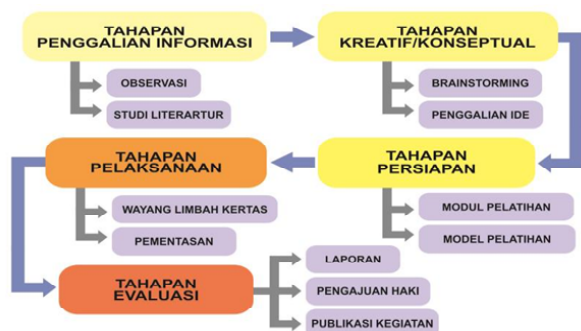 TAHAPAN
PENGGALIAN INFORMASI
OBSERVASI
STUDI LITERARTUR
TAHAPAN
KREATIF/KONSEPTUAL
BRAINSTORMING
PENGGALIAN IDE
TAHAPAN
PERSIAPAN
MODUL PELATIHAN
MODEL PELATIHAN
TAHAPAN
PELAKSANAAN
WAYANG LIMBAH KERTAS
PEMENTASAN
TAHAPAN
EVALUASI
LAPORAN
PENGAJUAN HAKI
PUBLIKASI KEGIATAN